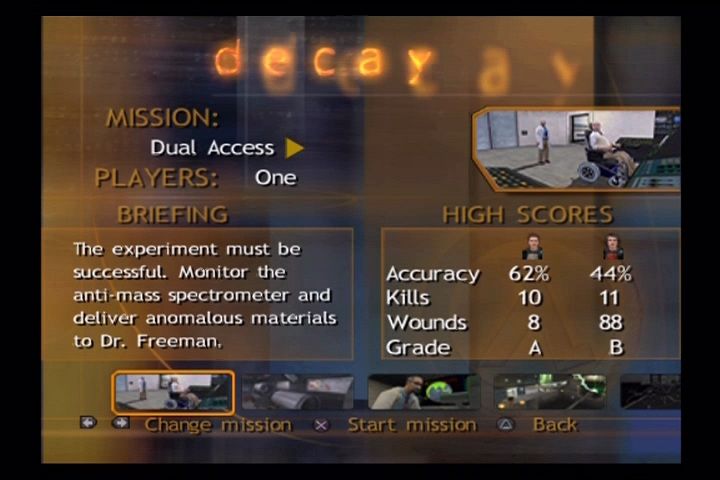 decay
MISSION:
Dual Access
PLAYERS: One
BRIEFING
The experiment must be
successful. Monitor the
anti-mass spectrometer and
deliver anomalous materials
to Dr. Freeman.
HIGH SCORES
Accuracy 62% 44%
Kills 10 11
Wounds 8 88
Grade A B
Change mission Start mission Back